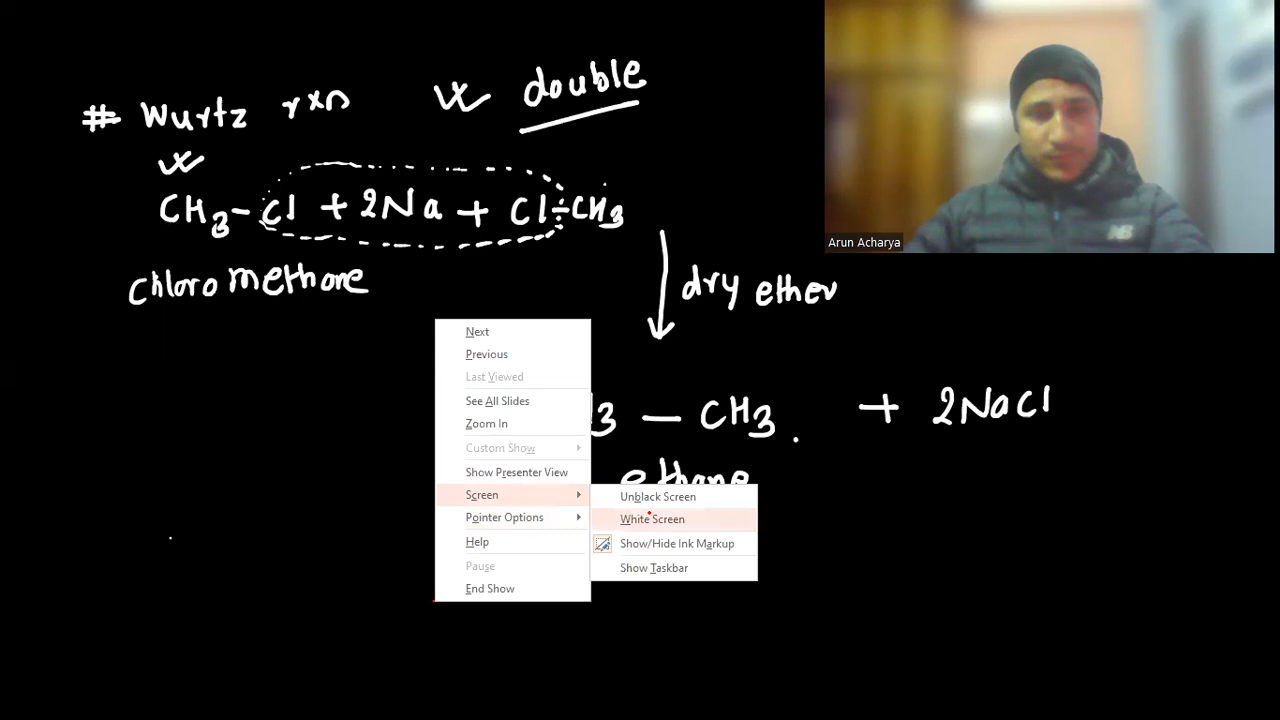 # Wurtz rxn double
CH3-Cl + 2Na + Cl-CH3
chloromethane
dry ether
3 — CH3. + 2NaCl
ethane
Arun Acharya
Next
Previous
Last Viewed
See All Slides
Zoom In
Custom Show
Show Presenter View
Screen
Pointer Options
Help
Pause
End Show
Unblack Screen
White Screen
Show/Hide Ink Markup
Show Taskbar